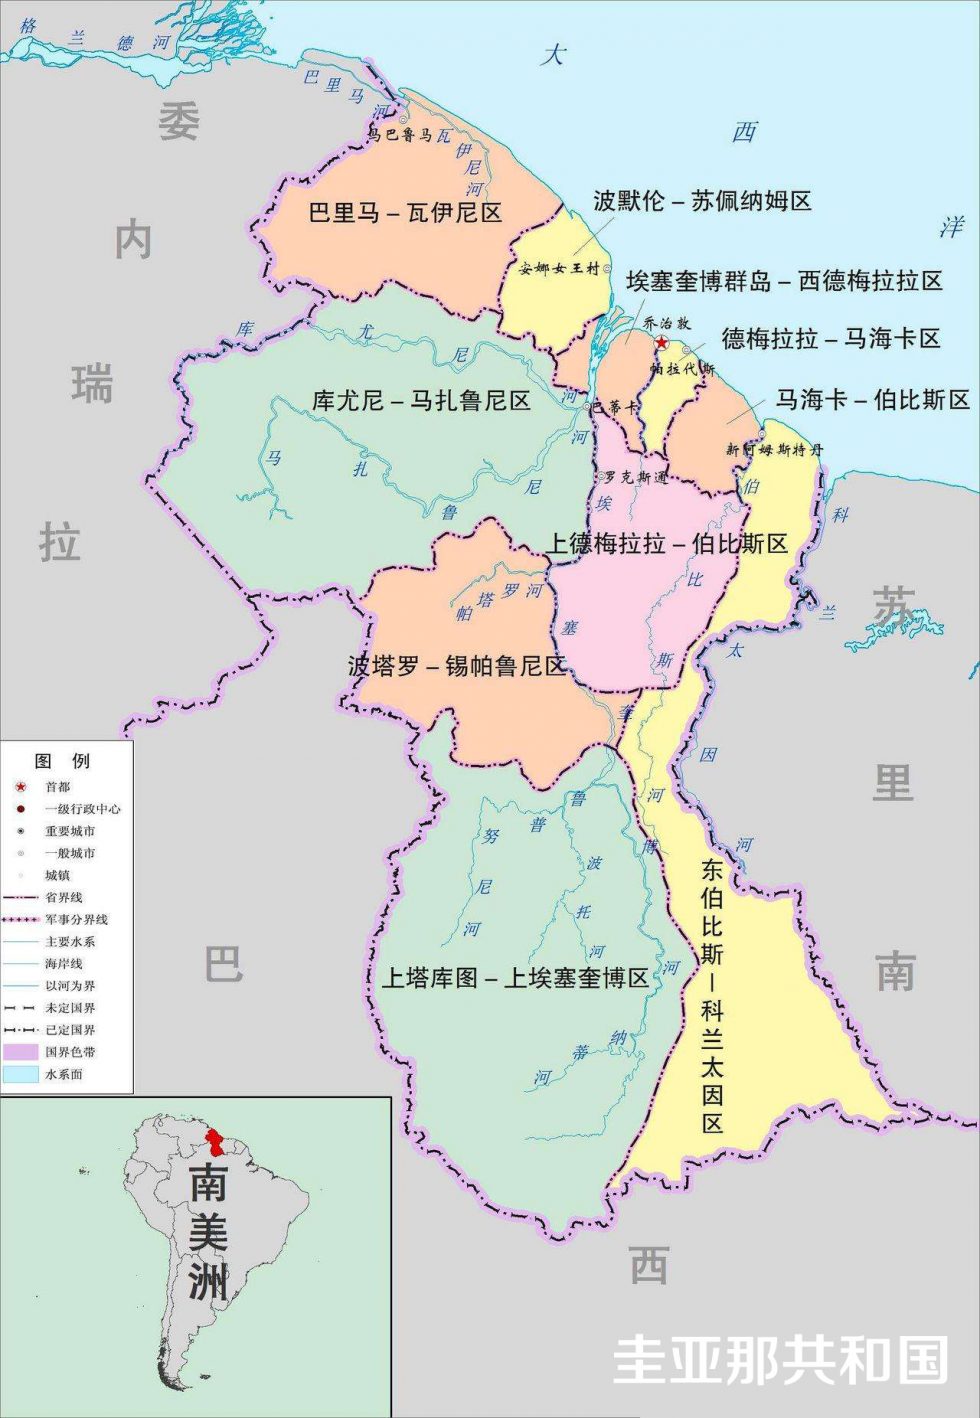 格兰德河
大
西
洋
委
内
瑞
拉
巴里马河
马巴鲁马
瓦伊尼河
巴里马－瓦伊尼区
波默伦－苏佩纳姆区
安娜女王村
埃塞奎博群岛－西德梅拉拉区
乔治敦
德梅拉拉－马海卡区
帕拉代斯
库尤尼河
库尤尼－马扎鲁尼区
巴蒂卡
马海卡－伯比斯区
新阿姆斯特丹
马扎鲁尼河
罗克斯通
伯比斯河
科兰太因河
上德梅拉拉－伯比斯区
苏
里
南
帕塔罗河
埃塞奎博河
波塔罗－锡帕鲁尼区
图 例
首都
一级行政中心
重要城市
一般城市
城镇
省界线
军事分界线
主要水系
海岸线
以河为界
未定国界
已定国界
国界色带
水系面
鲁普努尼河
波托河
东伯比斯－科兰太因区
上塔库图－上埃塞奎博区
纳蒂河
巴
西
南美洲
圭亚那共和国